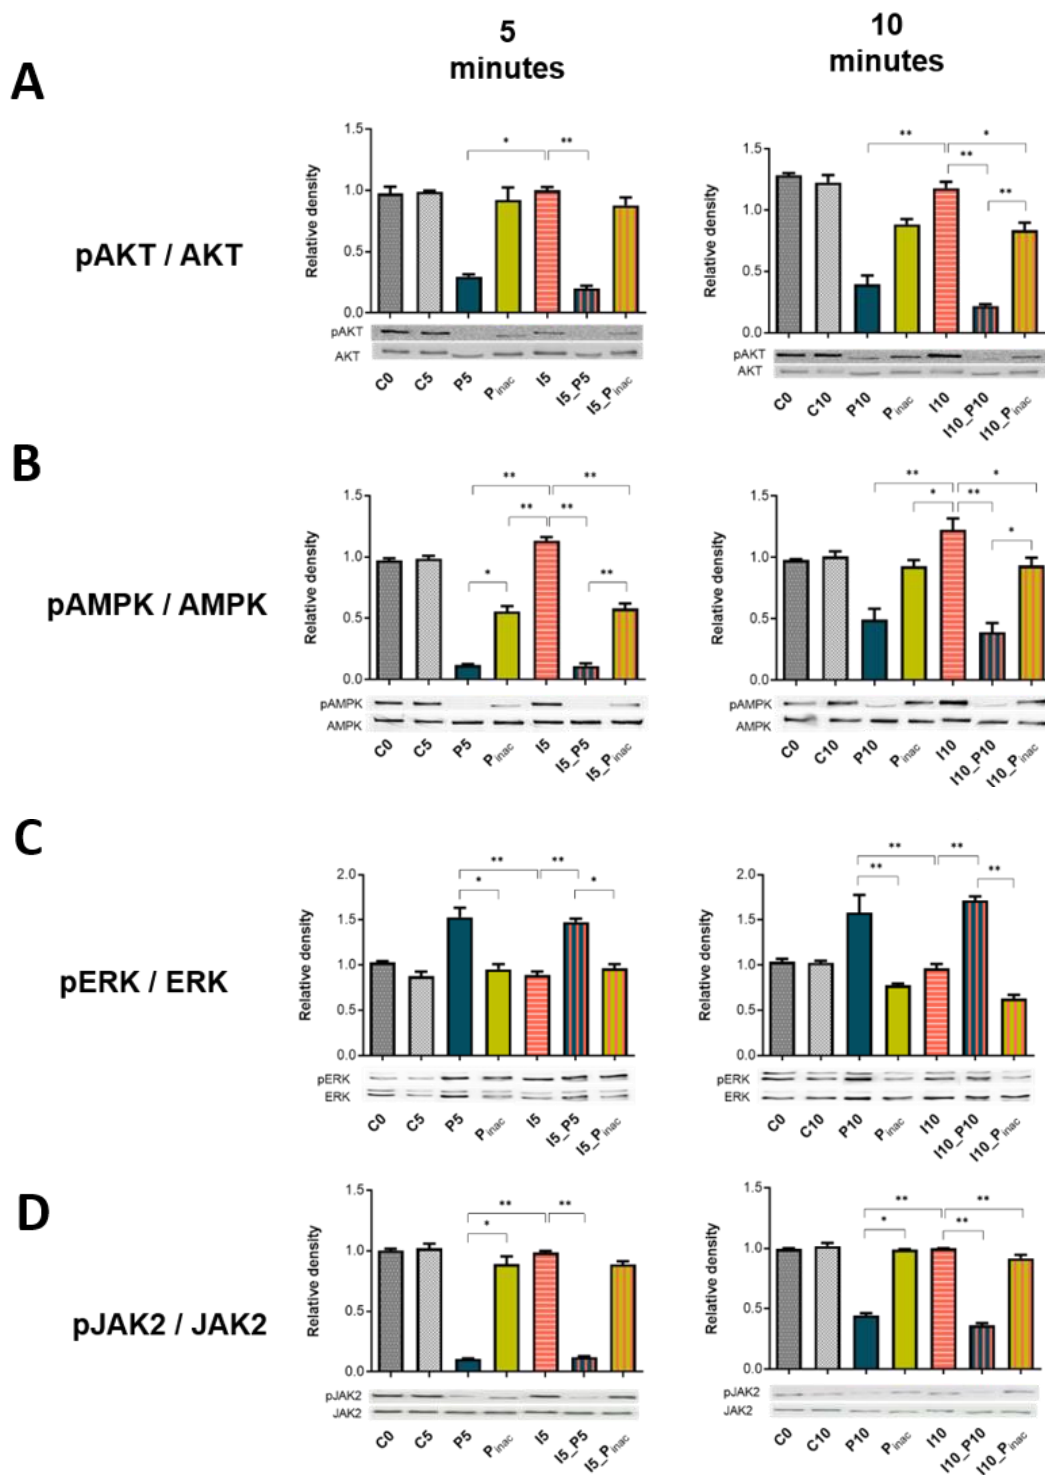 5
minutes
10
minutes
A
pAKT / AKT
Relative density
1.5
1.0
0.5
0.0
* **
pAKT
AKT
C0 C5 P5 Pinac I5 I5_P5 I5_Pinac
Relative density
1.5
1.0
0.5
0.0
** *
**
**
pAKT
AKT
C0 C10 P10 Pinac I10 I10_P10 I10_Pinac
B
pAMPK / AMPK
Relative density
1.5
1.0
0.5
0.0
** **
** **
* **
pAMPK
AMPK
C0 C5 P5 Pinac I5 I5_P5 I5_Pinac
Relative density
1.5
1.0
0.5
0.0
** *
* **
*
pAMPK
AMPK
C0 C10 P10 Pinac I10 I10_P10 I10_Pinac
C
pERK / ERK
Relative density
2.0
1.5
1.0
0.5
0.0
** **
* *
pERK
ERK
C0 C5 P5 Pinac I5 I5_P5 I5_Pinac
Relative density
2.0
1.5
1.0
0.5
0.0
** **
** **
pERK
ERK
C0 C10 P10 Pinac I10 I10_P10 I10_Pinac
D
pJAK2 / JAK2
Relative density
1.5
1.0
0.5
0.0
** **
*
pJAK2
JAK2
C0 C5 P5 Pinac I5 I5_P5 I5_Pinac
Relative density
1.5
1.0
0.5
0.0
** **
* **
pJAK2
JAK2
C0 C10 P10 Pinac I10 I10_P10 I10_Pinac